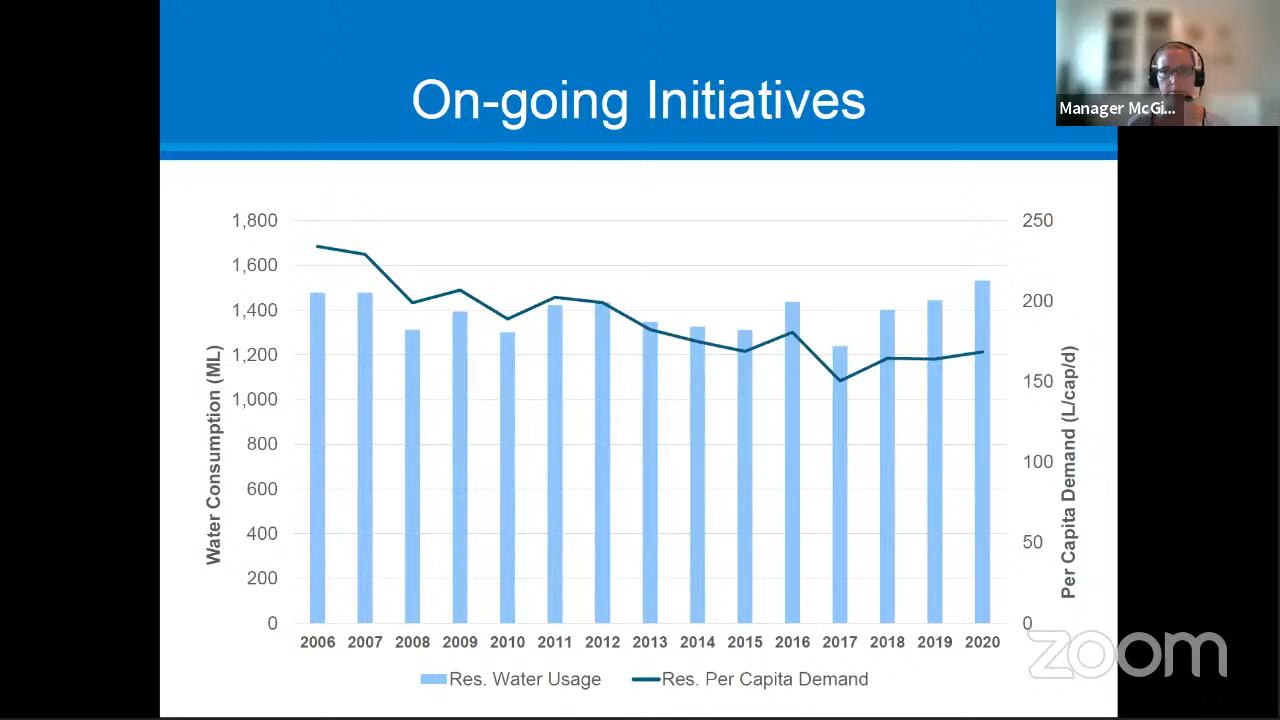 On-going Initiatives
Manager McGi...
1,800
1,600
1,400
1,200
1,000
800
600
400
200
0
Water Consumption (ML)
250
200
150
100
50
0
Per Capita Demand (L/cap/d)
2006 2007 2008 2009 2010 2011 2012 2013 2014 2015 2016 2017 2018 2019 2020
Res. Water Usage Res. Per Capita Demand
zoom